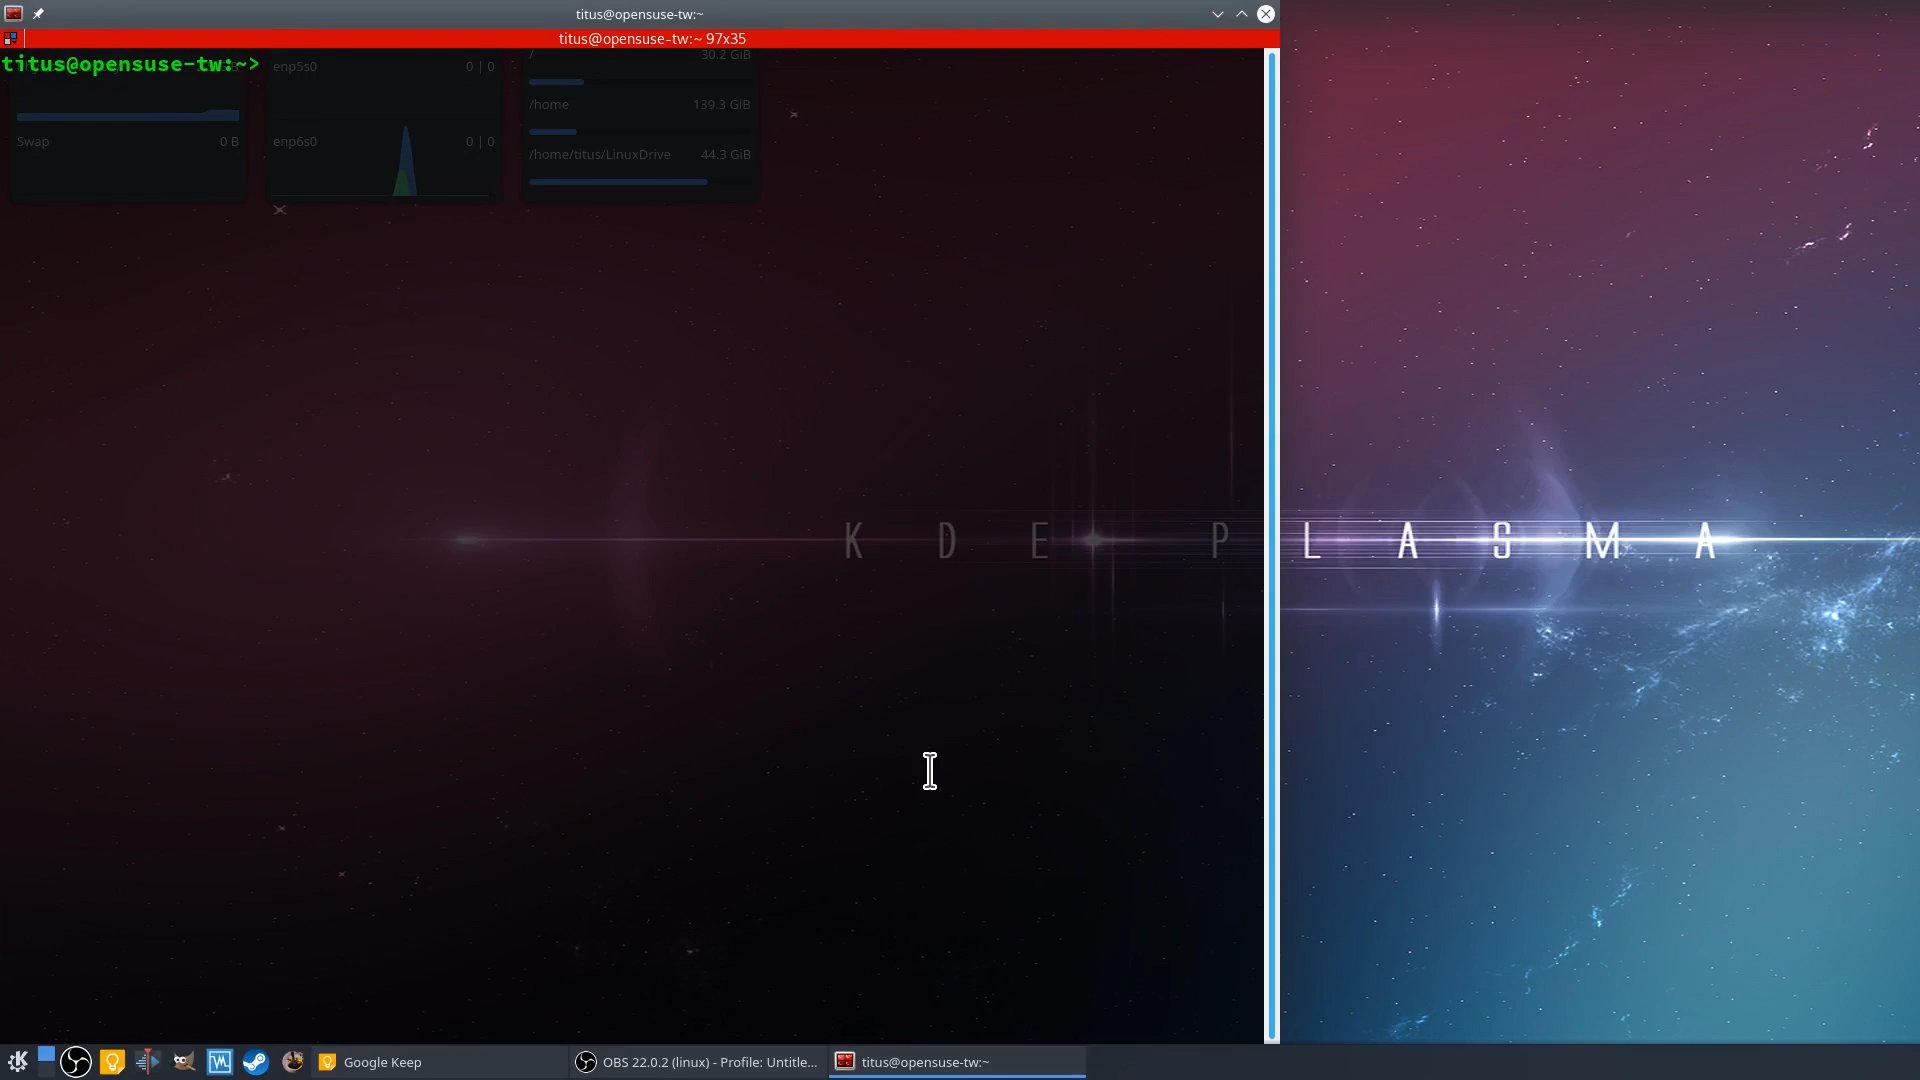 titus@opensuse-tw:~
titus@opensuse-tw:~ 97x35
titus@opensuse-tw:~>
enp5s0 0 | 0
/ 30.2 GiB
/home 139.3 GiB
Swap 0 B
enp6s0 0 | 0
/home/titus/LinuxDrive 44.3 GiB
K D E P L A S M A
Google Keep
OBS 22.0.2 (linux) - Profile: Untitle...
titus@opensuse-tw:~